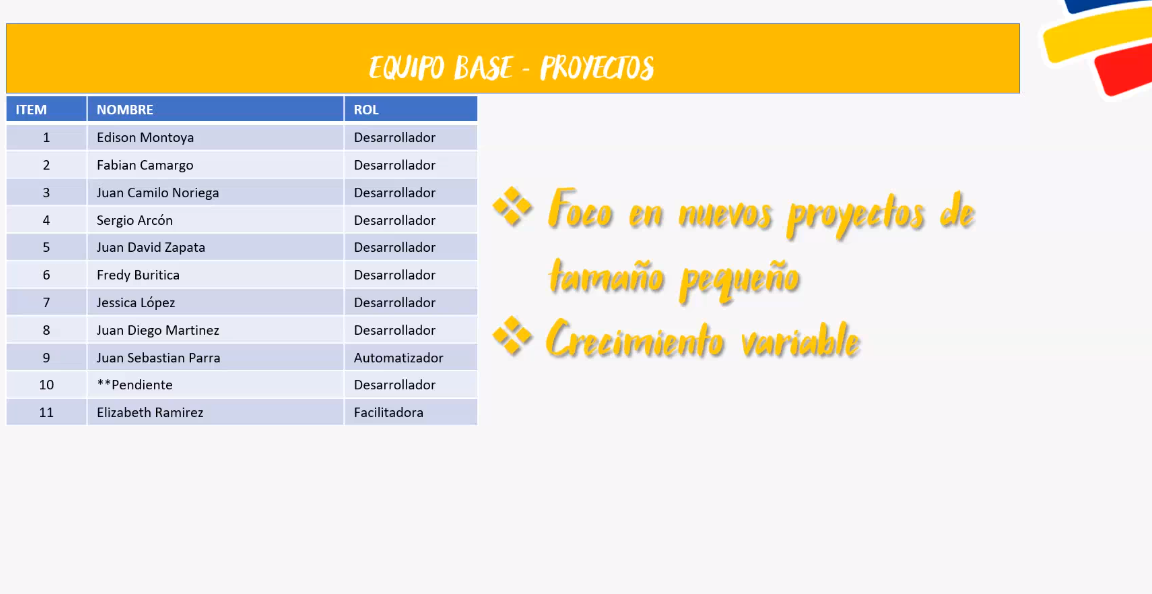 EQUIPO BASE - PROYECTOS
ITEM NOMBRE ROL
1 Edison Montoya Desarrollador
2 Fabian Camargo Desarrollador
3 Juan Camilo Noriega Desarrollador
4 Sergio Arcón Desarrollador
5 Juan David Zapata Desarrollador
6 Fredy Buritica Desarrollador
7 Jessica López Desarrollador
8 Juan Diego Martinez Desarrollador
9 Juan Sebastian Parra Automatizador
10 **Pendiente Desarrollador
11 Elizabeth Ramirez Facilitadora
❖ Foco en nuevos proyectos de
tamaño pequeño
❖ Crecimiento variable